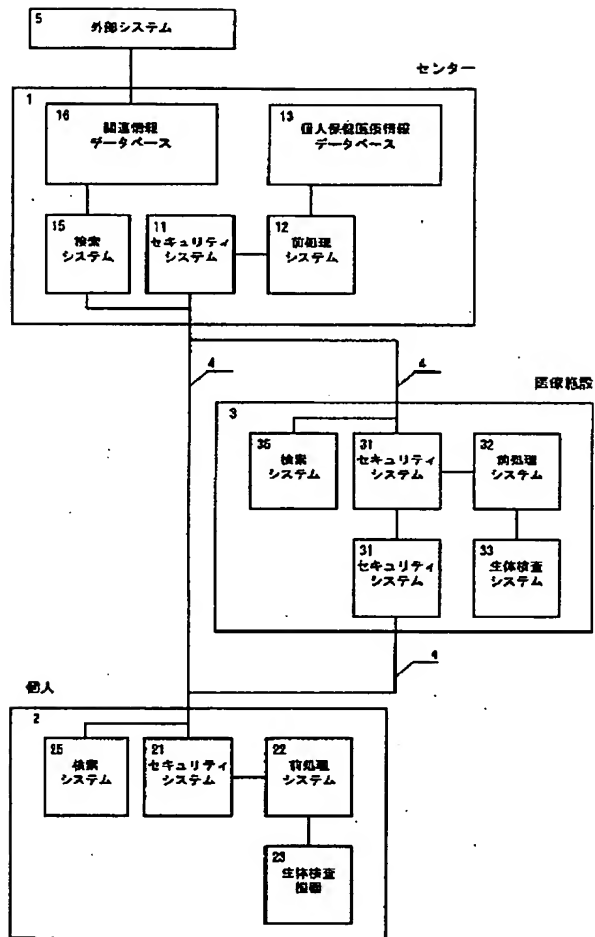 5
外部システム
センター
1
16
関連情報
データベース
13
個人保健医療情報
データベース
15
検索
システム
11
セキュリティ
システム
12
前処理
システム
4
4
医療施設
3
35
検索
システム
31
セキュリティ
システム
32
前処理
システム
31
セキュリティ
システム
33
生体検査
システム
4
個人
2
25
検索
システム
21
セキュリティ
システム
22
前処理
システム
23
生体検査